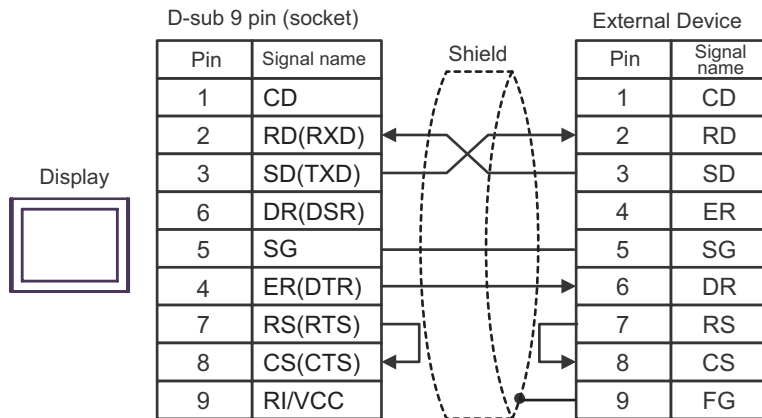 D-sub 9 pin (socket)
External Device
Shield
Display
Pin Signal name
1 CD
2 RD(RXD)
3 SD(TXD)
6 DR(DSR)
5 SG
4 ER(DTR)
7 RS(RTS)
8 CS(CTS)
9 RI/VCC
Pin Signal
name
1 CD
2 RD
3 SD
4 ER
5 SG
6 DR
7 RS
8 CS
9 FG